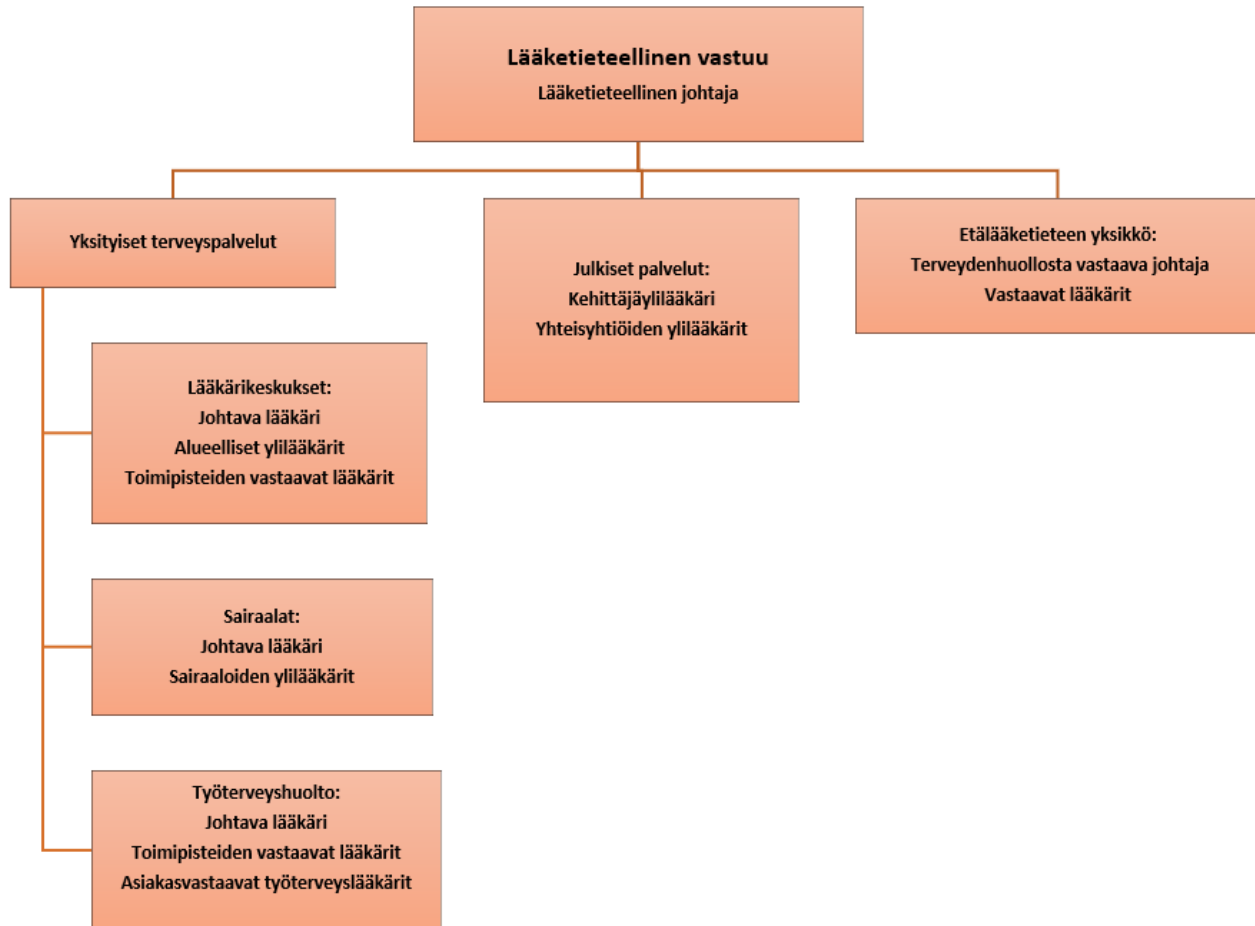 Lääketieteellinen vastuu
Lääketieteellinen johtaja
Yksityiset terveyspalvelut
Lääkärikeskukset:
Johtava lääkäri
Alueelliset ylilääkärit
Toimipisteiden vastaavat lääkärit
Sairaalat:
Johtava lääkäri
Sairaaloiden ylilääkärit
Työterveyshuolto:
Johtava lääkäri
Toimipisteiden vastaavat lääkärit
Asiakasvastaavat työterveyslääkärit
Julkiset palvelut:
Kehittäjäylilääkäri
Yhteisyhtiöiden ylilääkärit
Etälääketieteen yksikkö:
Terveydenhuollosta vastaava johtaja
Vastaavat lääkärit